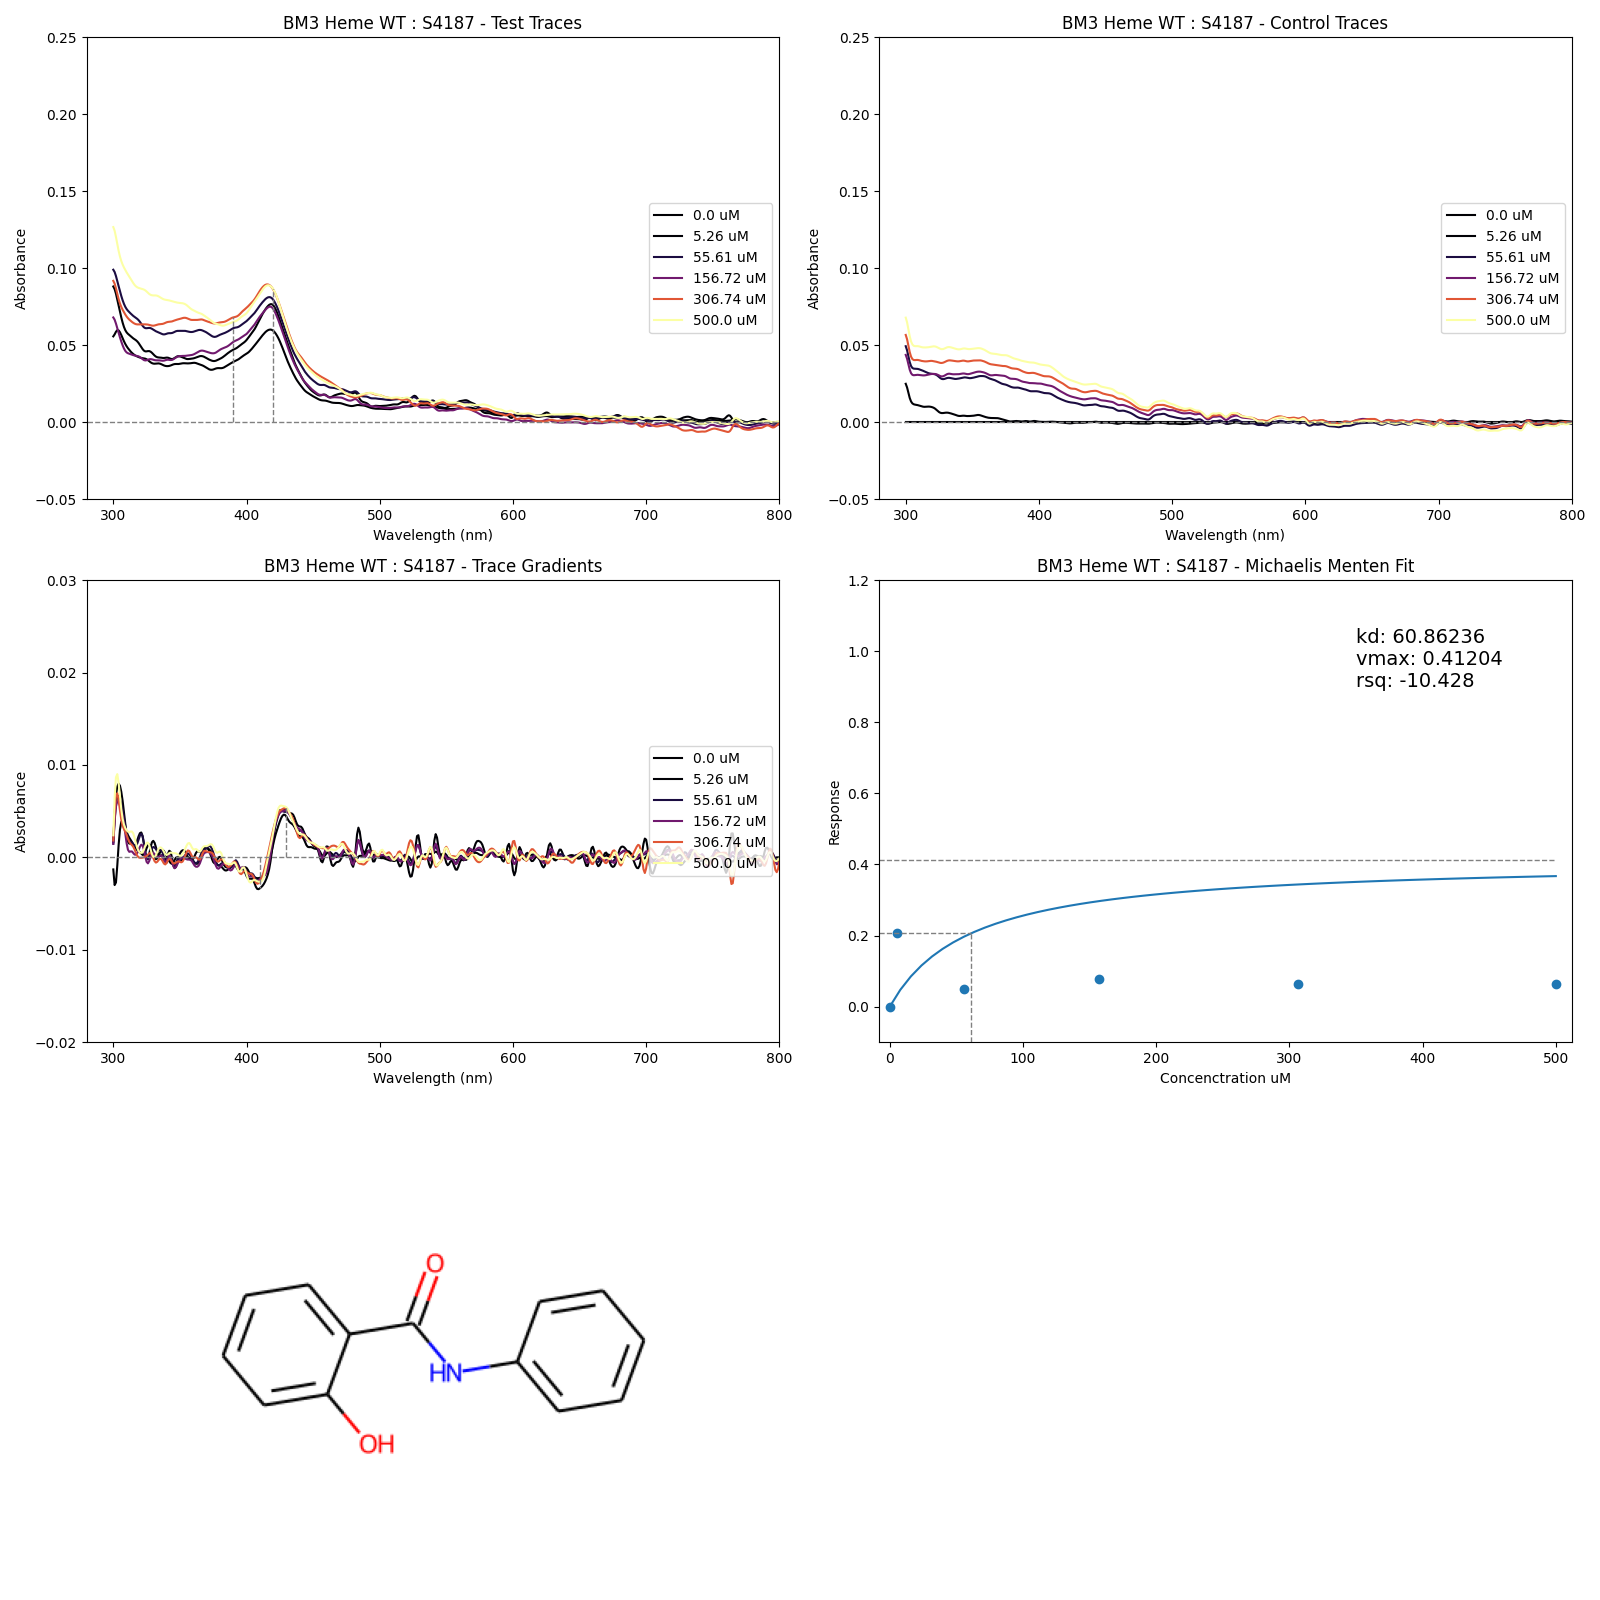 BM3 Heme WT : S4187 - Test Traces
0.25
0.20
0.15
0.10
0.05
0.00
−0.05
Absorbance
300 400 500 600 700 800
Wavelength (nm)
0.0 uM
5.26 uM
55.61 uM
156.72 uM
306.74 uM
500.0 uM
BM3 Heme WT : S4187 - Control Traces
0.25
0.20
0.15
0.10
0.05
0.00
−0.05
Absorbance
300 400 500 600 700 800
Wavelength (nm)
0.0 uM
5.26 uM
55.61 uM
156.72 uM
306.74 uM
500.0 uM
BM3 Heme WT : S4187 - Trace Gradients
0.03
0.02
0.01
0.00
−0.01
−0.02
Absorbance
300 400 500 600 700 800
Wavelength (nm)
0.0 uM
5.26 uM
55.61 uM
156.72 uM
306.74 uM
500.0 uM
BM3 Heme WT : S4187 - Michaelis Menten Fit
1.2
1.0
0.8
0.6
0.4
0.2
0.0
Response
kd: 60.86236
vmax: 0.41204
rsq: -10.428
0 100 200 300 400 500
Concenctration uM
O
HN
OH